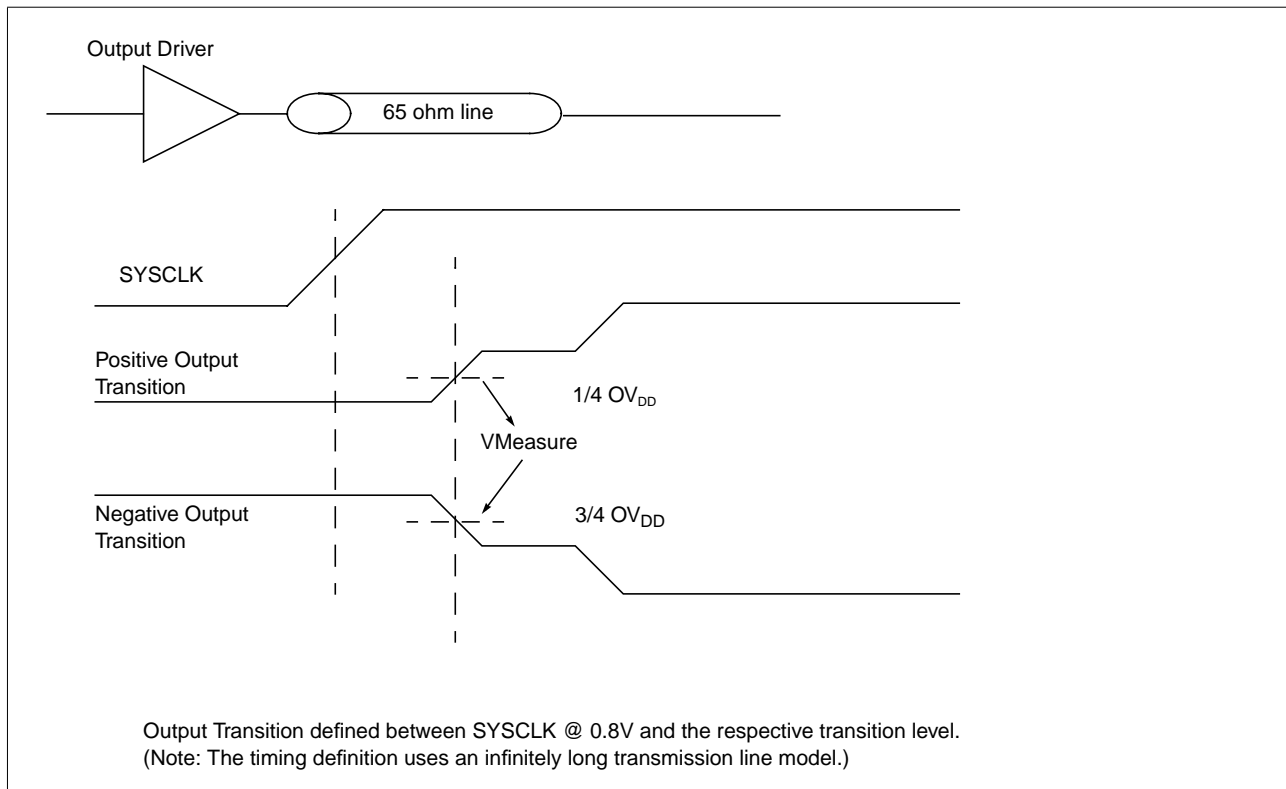 Output Driver
65 ohm line
SYSCLK
Positive Output
Transition
1/4 OVDD
VMeasure
Negative Output
Transition
3/4 OVDD
Output Transition defined between SYSCLK @ 0.8V and the respective transition level.
(Note: The timing definition uses an infinitely long transmission line model.)